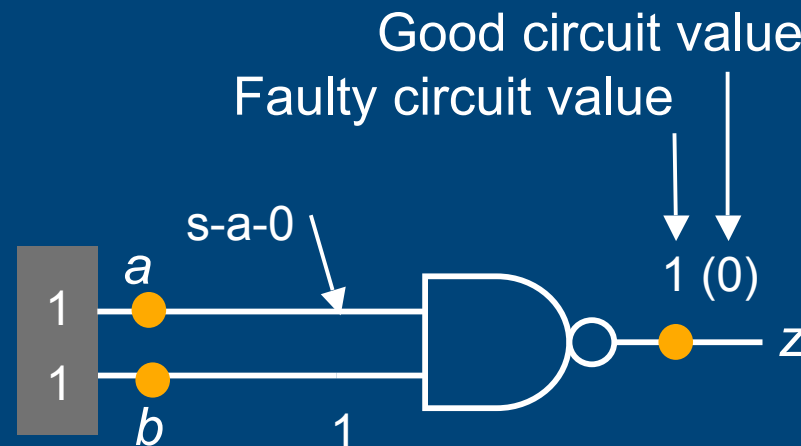 Good circuit value
Faulty circuit value
s-a-0
a
1 (0)
1
z
1
b
1